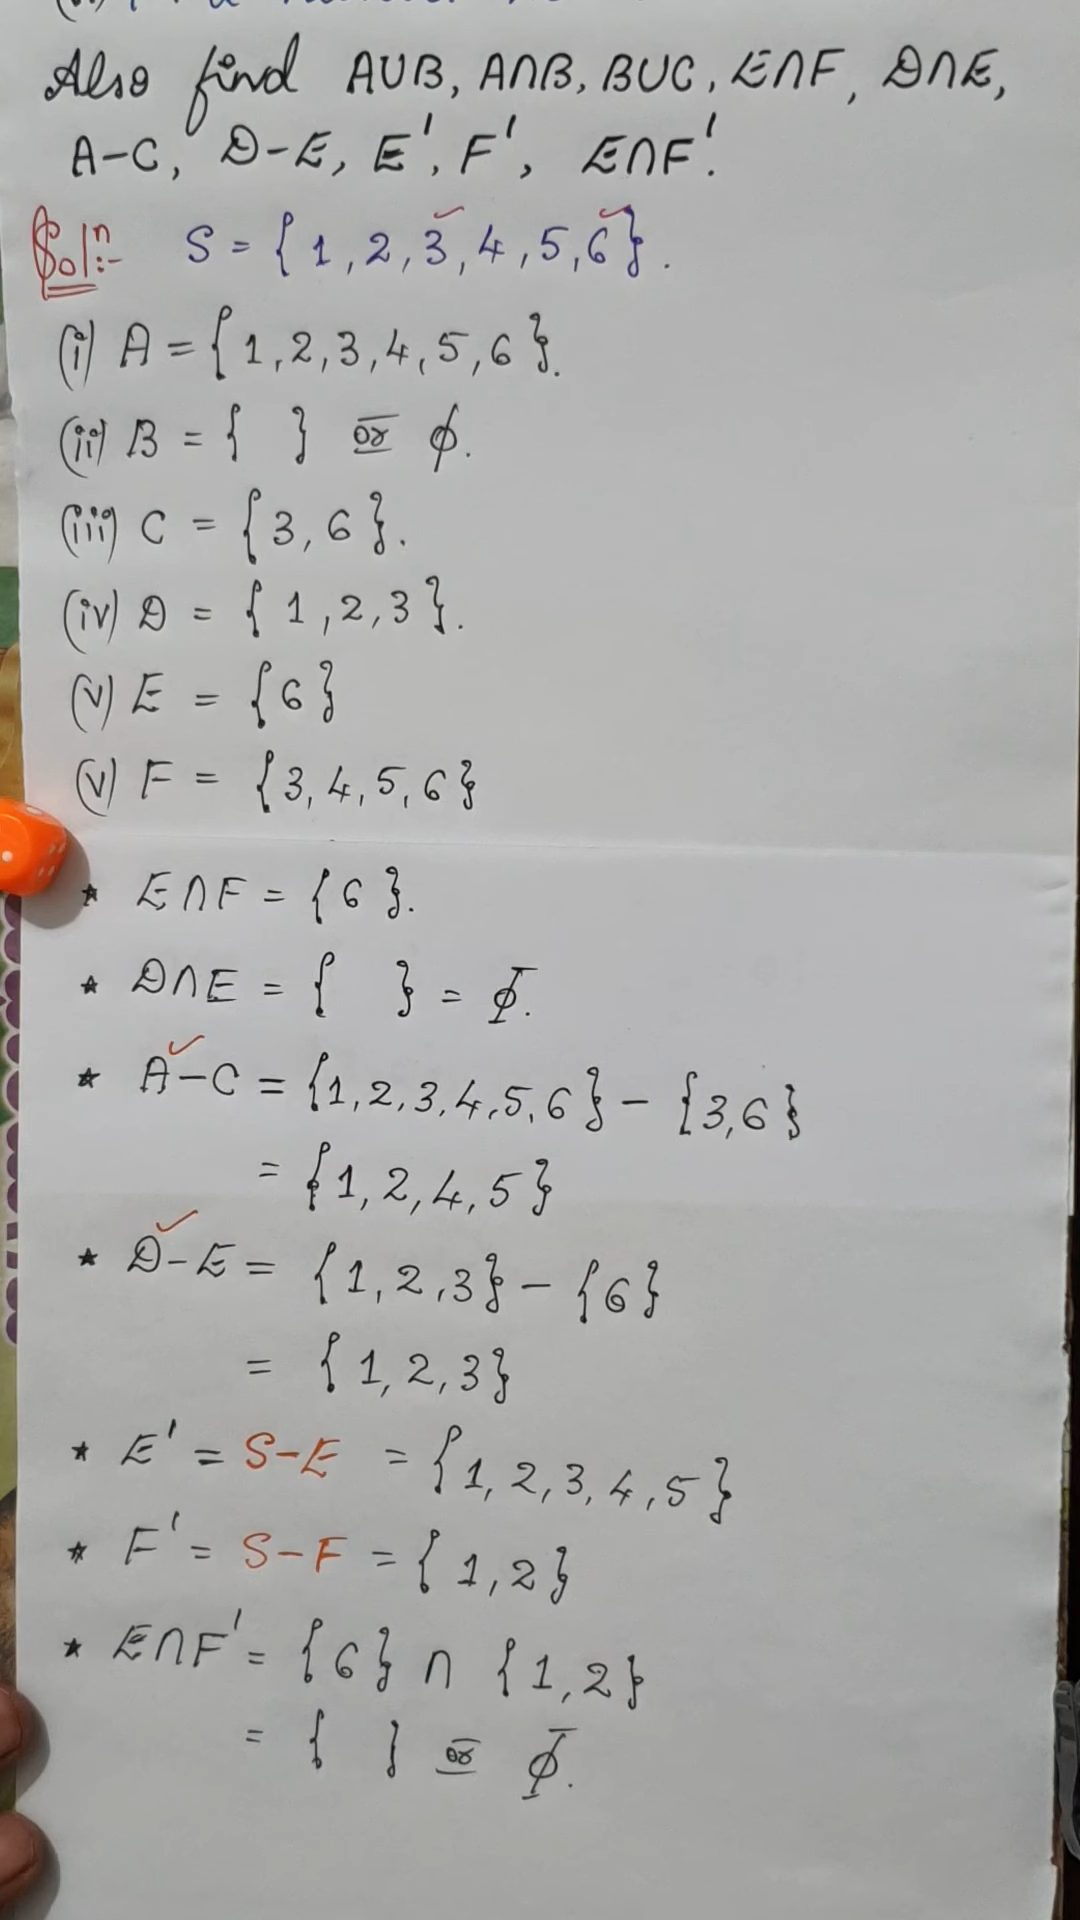 Also find A∪B, A∩B, B∪C, E∩F, D∩E,
A-C, D-E, E', F', E∩F'.
Solⁿ:- S = { 1, 2, 3, 4, 5, 6 }.
(i) A = { 1, 2, 3, 4, 5, 6 }.
(ii) B = { } or ϕ.
(iii) C = { 3, 6 }.
(iv) D = { 1, 2, 3 }.
(v) E = { 6 }
(v) F = { 3, 4, 5, 6 }
* E∩F = { 6 }.
* D∩E = { } = Φ.
* A-C = { 1, 2, 3, 4, 5, 6 } - { 3, 6 }
= { 1, 2, 4, 5 }
* D-E = { 1, 2, 3 } - { 6 }
= { 1, 2, 3 }
* E' = S-E = { 1, 2, 3, 4, 5 }
* F' = S-F = { 1, 2 }
* E∩F' = { 6 } ∩ { 1, 2 }
= { } or Φ.